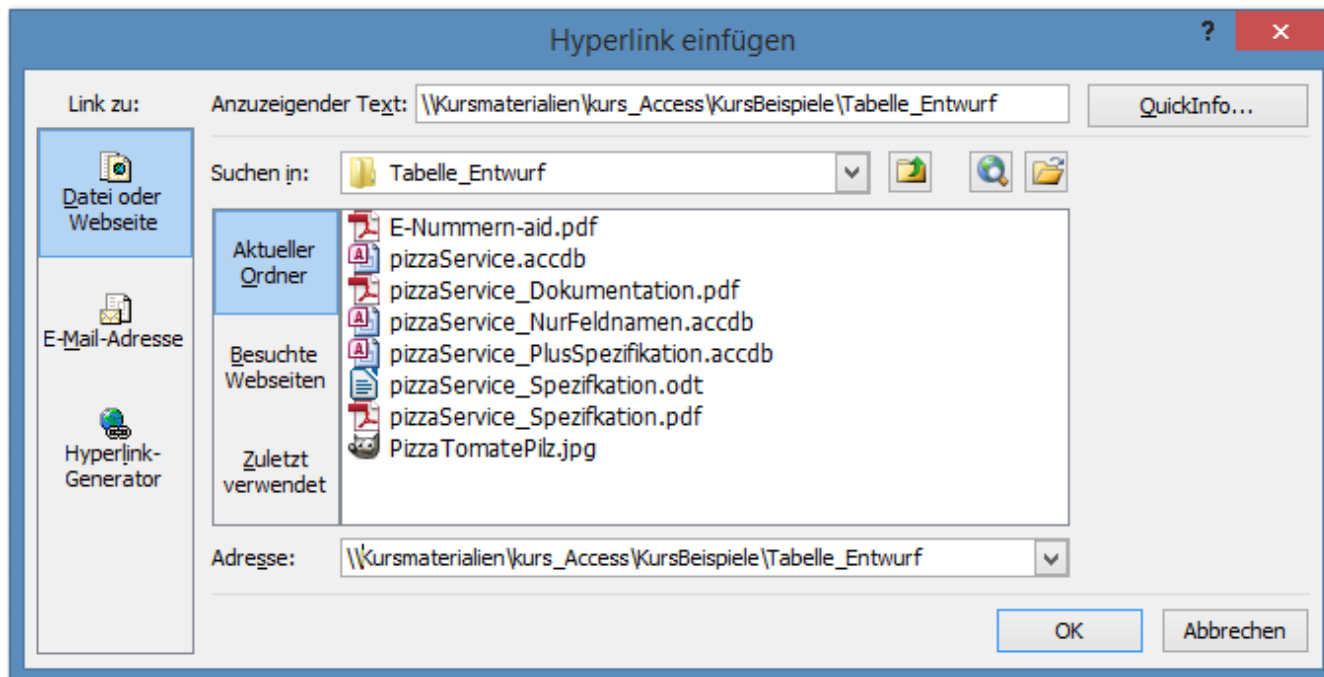 Hyperlink einfügen
?
Link zu:
Anzuzeigender Text: \\Kursmaterialien\kurs_Access\KursBeispiele\Tabelle_Entwurf
QuickInfo...
Datei oder
Webseite
E-Mail-Adresse
Hyperlink-
Generator
Suchen in:
Tabelle_Entwurf
Aktueller
Ordner
Besuchte
Webseiten
Zuletzt
verwendet
E-Nummern-aid.pdf
pizzaService.accdb
pizzaService_Dokumentation.pdf
pizzaService_NurFeldnamen.accdb
pizzaService_PlusSpezifikation.accdb
pizzaService_Spezifkation.odt
pizzaService_Spezifkation.pdf
PizzaTomatePilz.jpg
Adresse: \\Kursmaterialien\kurs_Access\KursBeispiele\Tabelle_Entwurf
OK
Abbrechen